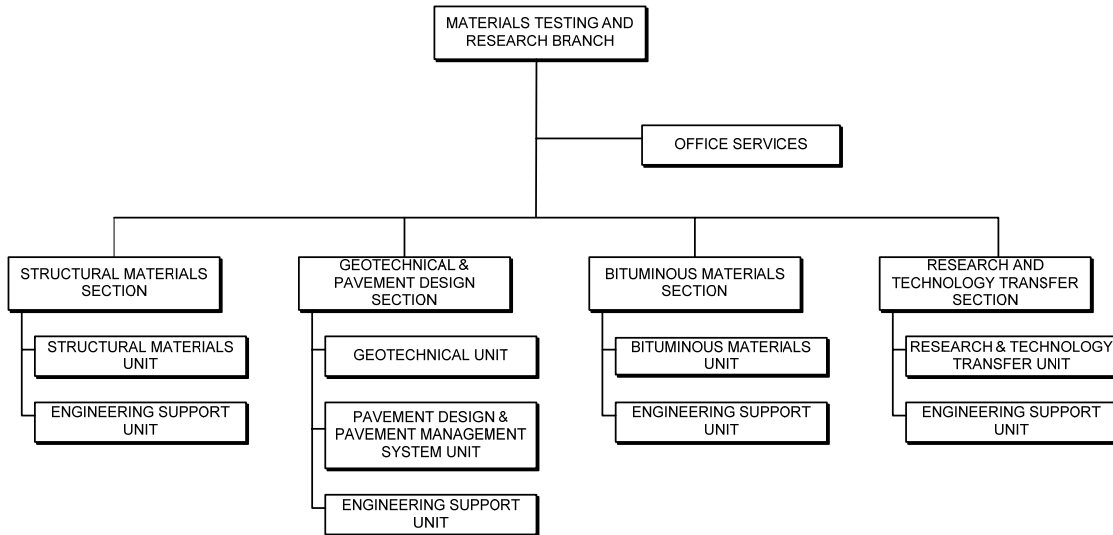 MATERIALS TESTING AND
RESEARCH BRANCH
OFFICE SERVICES
STRUCTURAL MATERIALS
SECTION
STRUCTURAL MATERIALS
UNIT
ENGINEERING SUPPORT
UNIT
GEOTECHNICAL &
PAVEMENT DESIGN
SECTION
GEOTECHNICAL UNIT
PAVEMENT DESIGN &
PAVEMENT MANAGEMENT
SYSTEM UNIT
ENGINEERING SUPPORT
UNIT
BITUMINOUS MATERIALS
SECTION
BITUMINOUS MATERIALS
UNIT
ENGINEERING SUPPORT
UNIT
RESEARCH AND
TECHNOLOGY TRANSFER
SECTION
RESEARCH & TECHNOLOGY
TRANSFER UNIT
ENGINEERING SUPPORT
UNIT